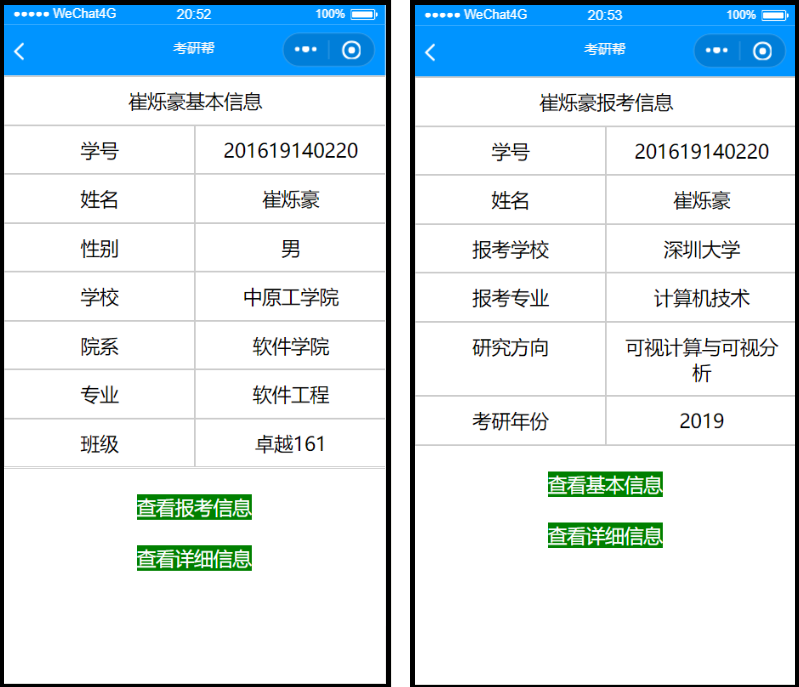 WeChat4G 20:52 100%
考研帮
崔烁豪基本信息
学号 201619140220
姓名 崔烁豪
性别 男
学校 中原工学院
院系 软件学院
专业 软件工程
班级 卓越161
查看报考信息
查看详细信息
WeChat4G 20:53 100%
考研帮
崔烁豪报考信息
学号 201619140220
姓名 崔烁豪
报考学校 深圳大学
报考专业 计算机技术
研究方向 可视计算与可视分
析
考研年份 2019
查看基本信息
查看详细信息